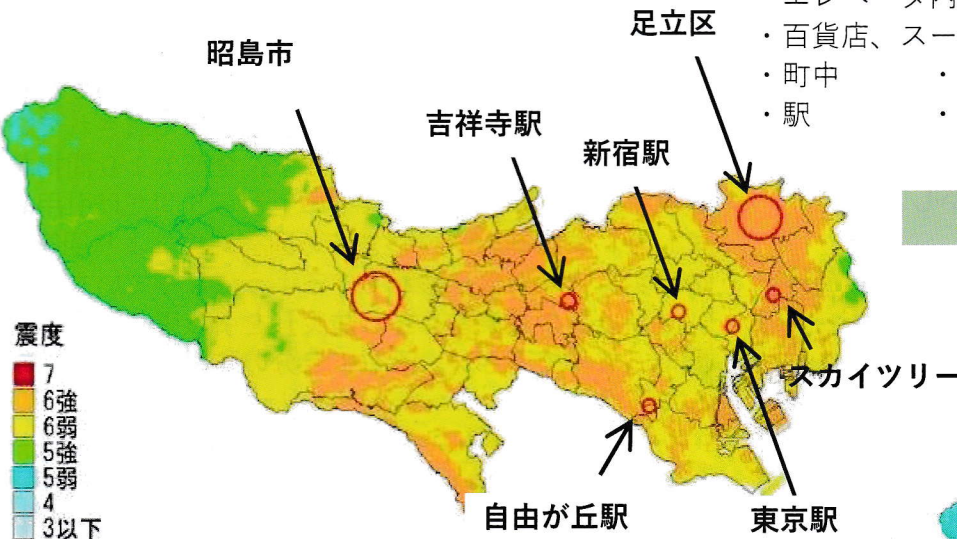 足立区
・百貨店、スー
・町中 ・
・駅 ・
昭島市
吉祥寺駅
新宿駅
震度
7
6強
6弱
5強
5弱
4
3以下
スカイツリー
自由が丘駅
東京駅